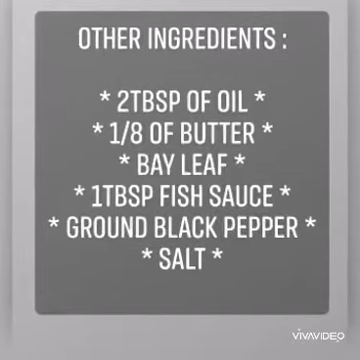 OTHER INGREDIENTS :
* 2TBSP OF OIL *
* 1/8 OF BUTTER *
* BAY LEAF *
* 1TBSP FISH SAUCE *
* GROUND BLACK PEPPER *
* SALT *
VIVAVIDEO